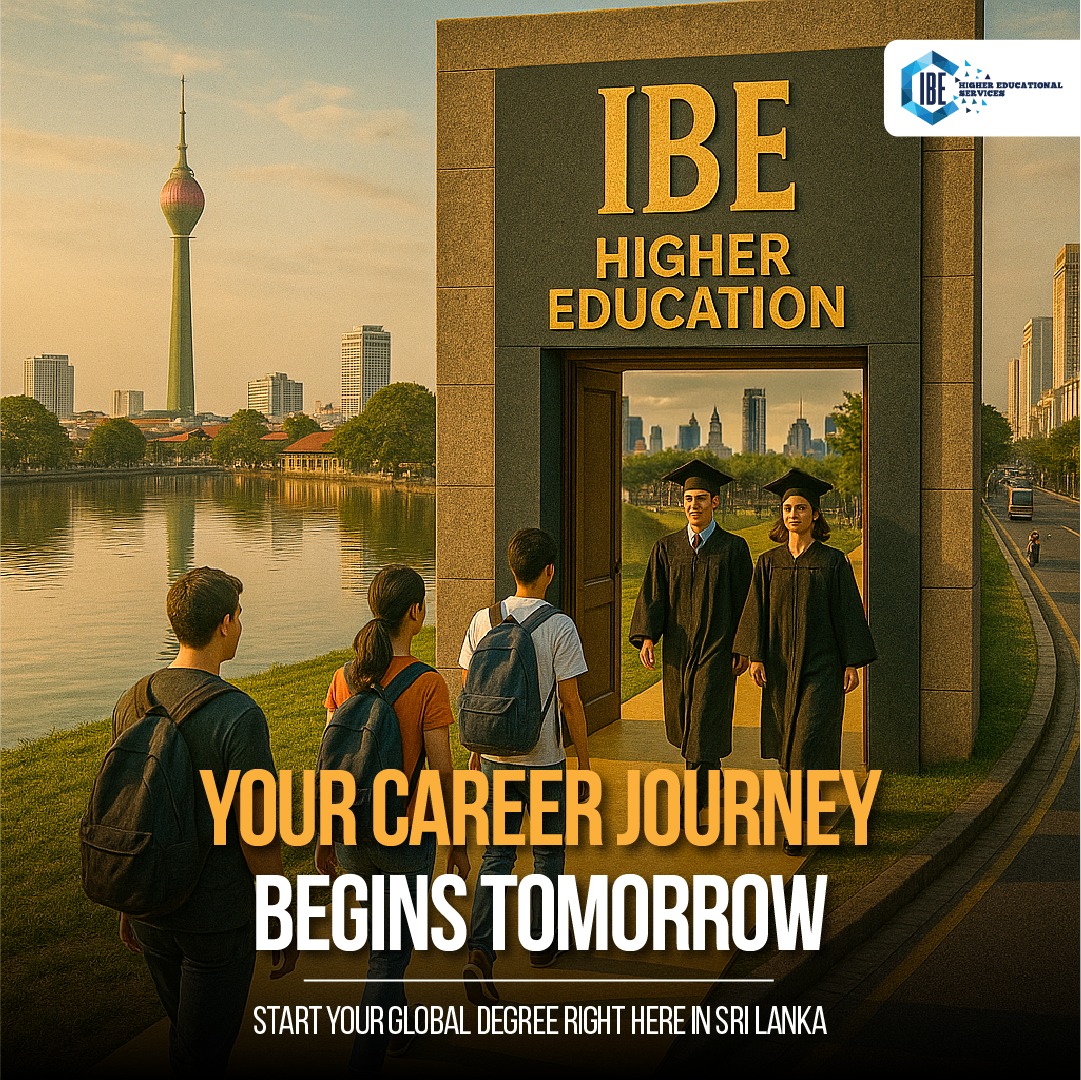 IBE
HIGHER EDUCATIONAL
SERVICES
IBE
HIGHER
EDUCATION
YOUR CAREER JOURNEY
BEGINS TOMORROW
START YOUR GLOBAL DEGREE RIGHT HERE IN SRI LANKA